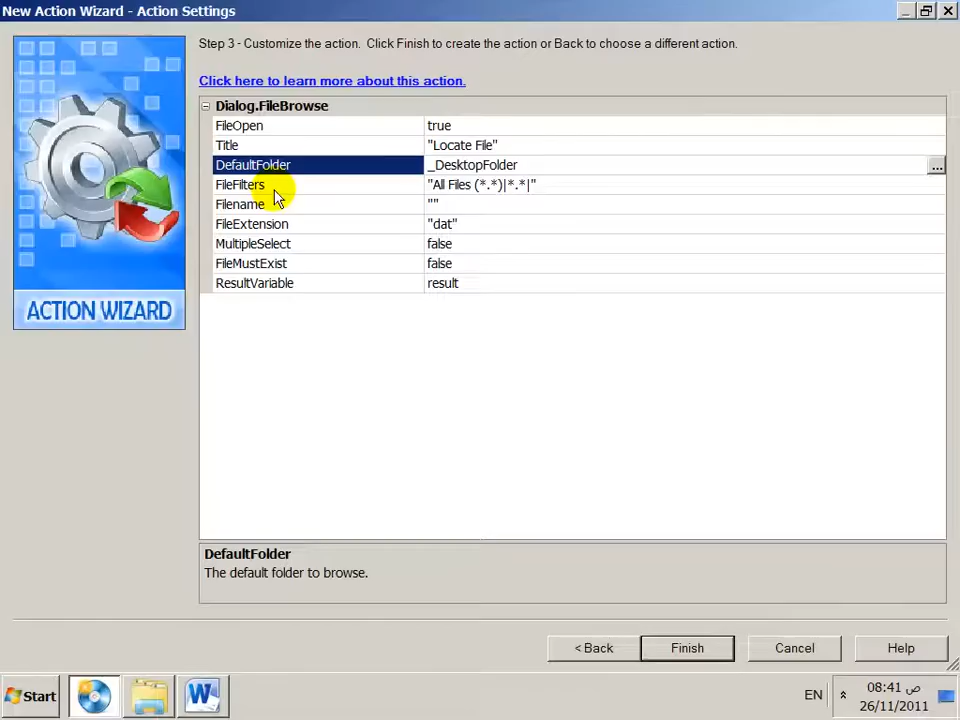 New Action Wizard - Action Settings
Step 3 - Customize the action. Click Finish to create the action or Back to choose a different action.
Click here to learn more about this action.
Dialog.FileBrowse
FileOpen true
Title "Locate File"
DefaultFolder _DesktopFolder ...
FileFilters "All Files (*.*)|*.*|"
Filename ""
FileExtension "dat"
MultipleSelect false
FileMustExist false
ResultVariable result
ACTION WIZARD
DefaultFolder
The default folder to browse.
< Back Finish Cancel Help
Start EN 08:41 ص
26/11/2011